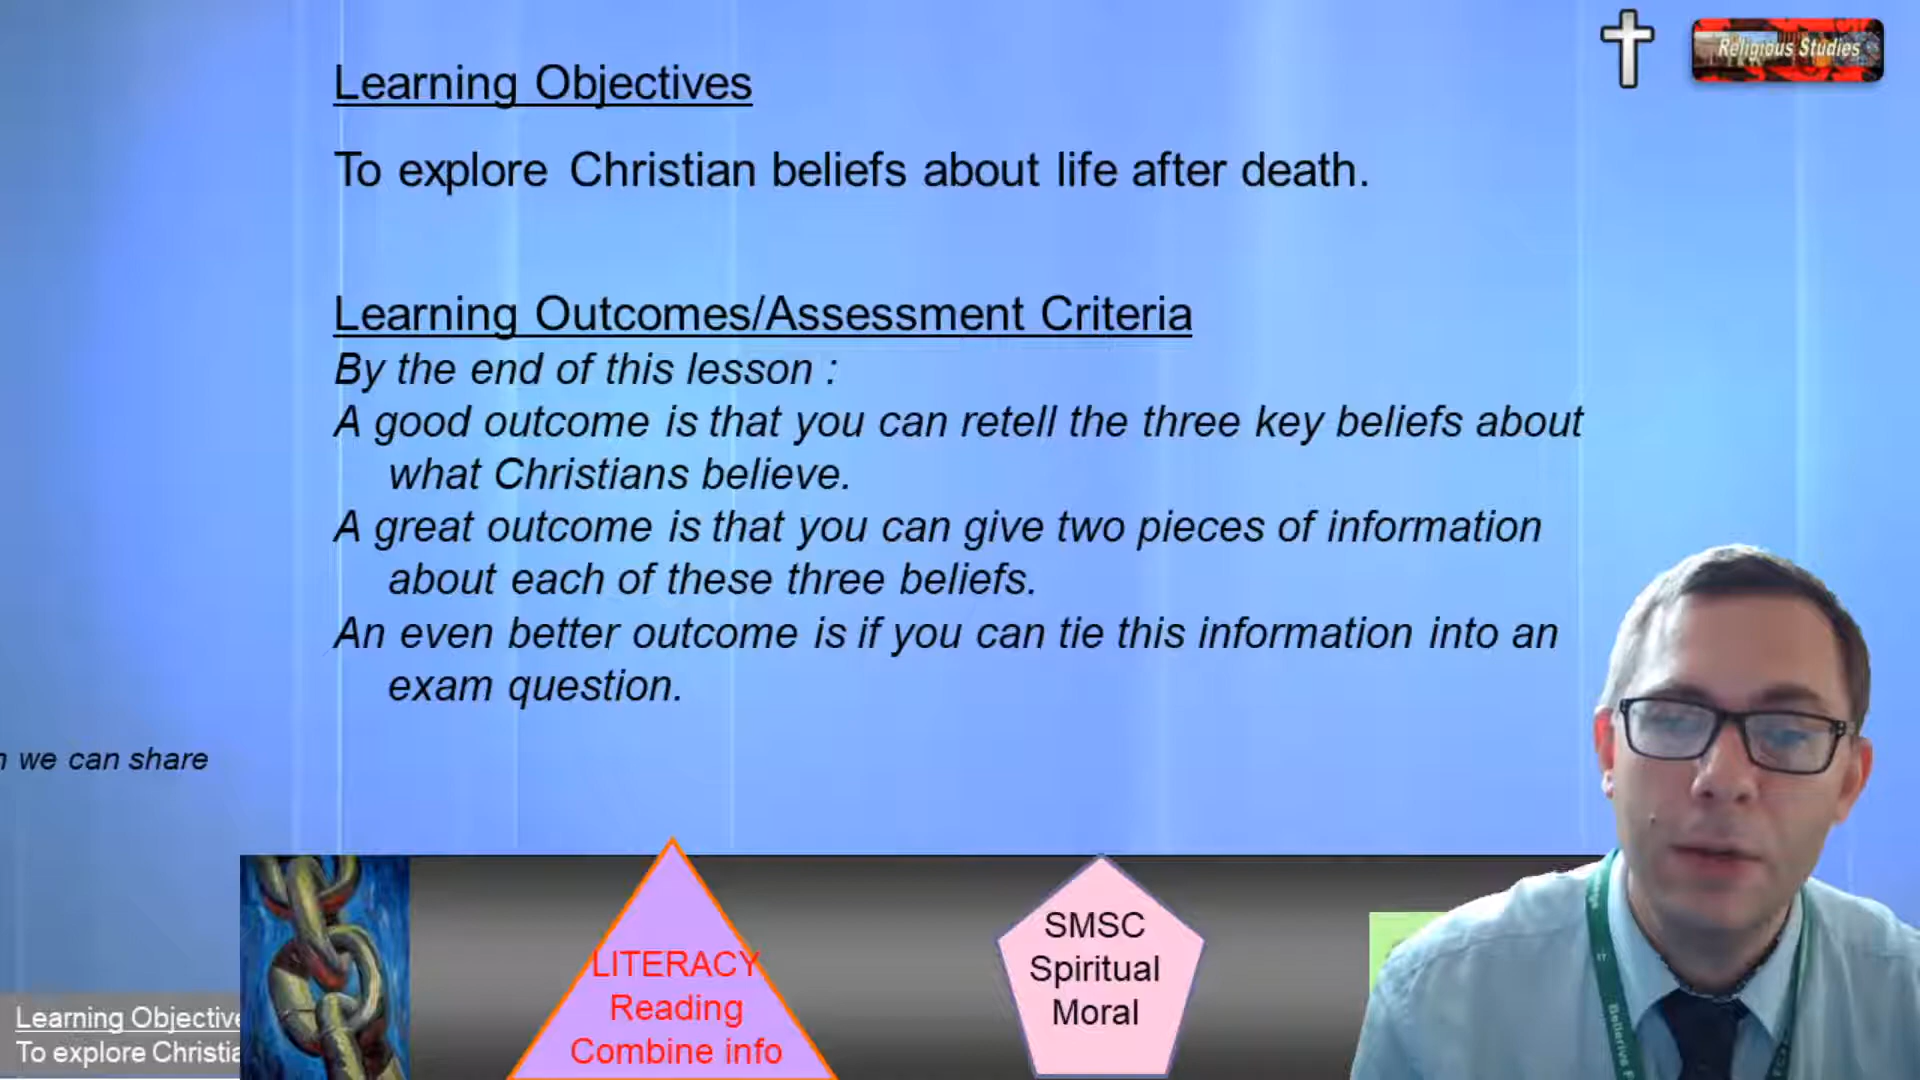 Religious Studies
Learning Objectives
To explore Christian beliefs about life after death.
Learning Outcomes/Assessment Criteria
By the end of this lesson :
A good outcome is that you can retell the three key beliefs about
what Christians believe.
A great outcome is that you can give two pieces of information
about each of these three beliefs.
An even better outcome is if you can tie this information into an
exam question.
we can share
LITERACY
Reading
Combine info
SMSC
Spiritual
Moral
Learning Objective
To explore Christia
Bellerive F